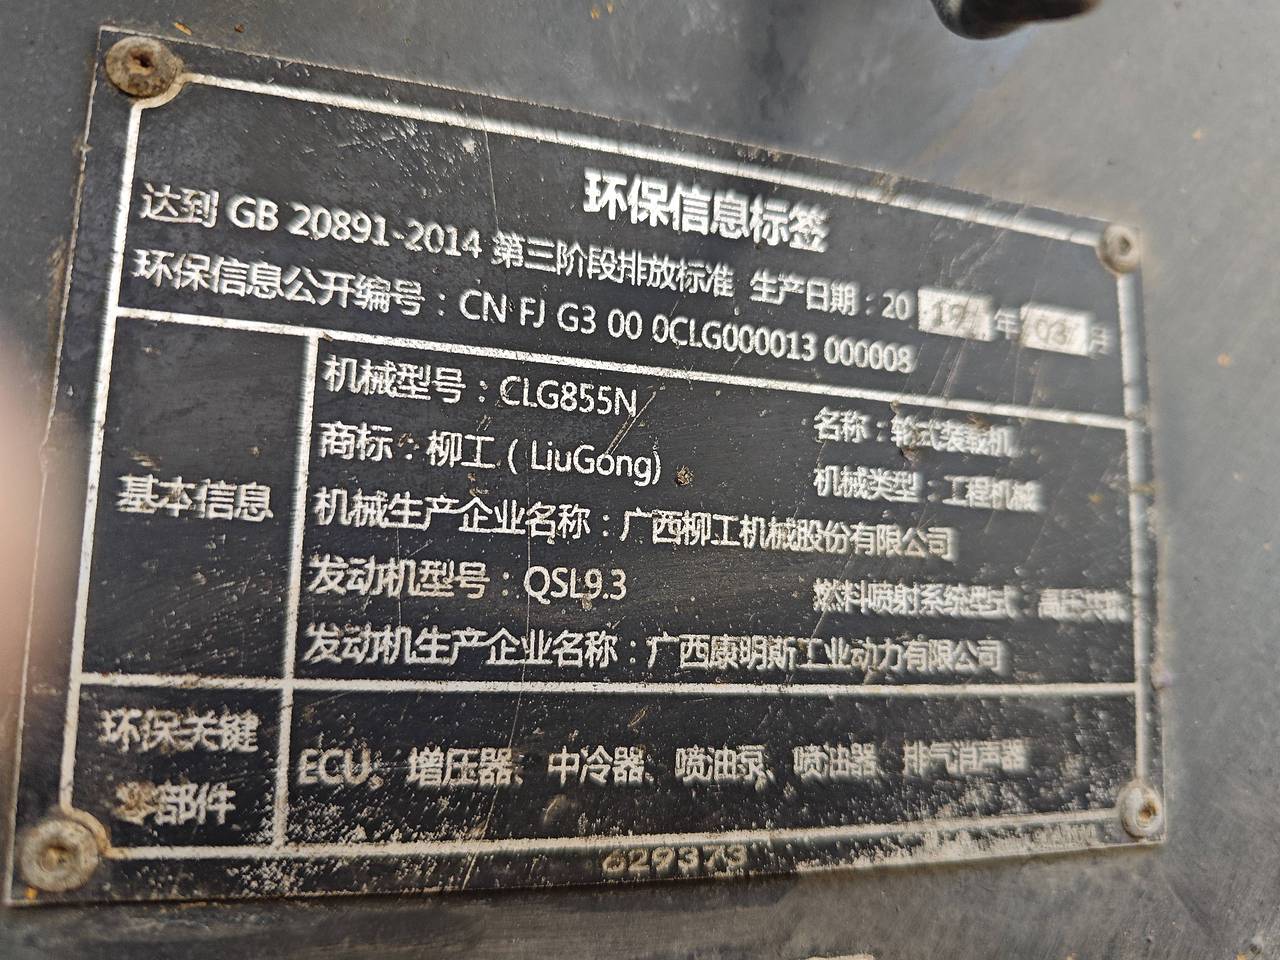 环保信息标签
达到 GB 20891-2014 第三阶段排放标准 生产日期：20 19 年 03 月
环保信息公开编号：CN FJ G3 00 0CLG000013 000008
基本信息
机械型号：CLG855N 名称：轮式装载机
商标：柳工（LiuGong） 机械类型：工程机械
机械生产企业名称：广西柳工机械股份有限公司
发动机型号：QSL9.3 燃料喷射系统型式：高压共轨
发动机生产企业名称：广西康明斯工业动力有限公司
环保关键
零部件
ECU、增压器、中冷器、喷油泵、喷油器 排气消声器
629373